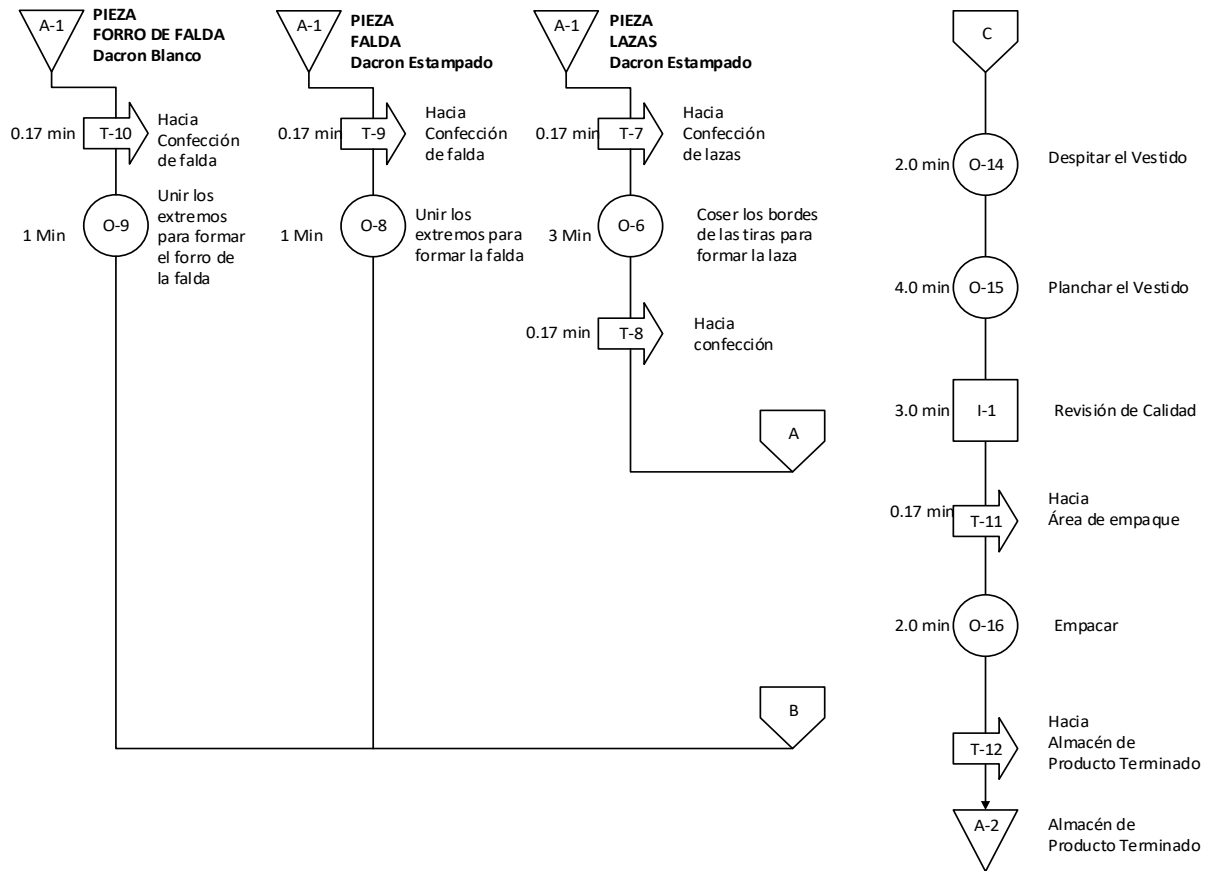 A-1
PIEZA
FORRO DE FALDA
Dacron Blanco
0.17 min
T-10
Hacia
Confección
de falda
1 Min
O-9
Unir los
extremos
para formar
el forro de
la falda
A-1
PIEZA
FALDA
Dacron Estampado
0.17 min
T-9
Hacia
Confección
de falda
1 Min
O-8
Unir los
extremos para
formar la falda
A-1
PIEZA
LAZAS
Dacron Estampado
0.17 min
T-7
Hacia
Confección
de lazas
3 Min
O-6
Coser los bordes
de las tiras para
formar la laza
0.17 min
T-8
Hacia
confección
A
B
C
2.0 min
O-14
Despitar el Vestido
4.0 min
O-15
Planchar el Vestido
3.0 min
I-1
Revisión de Calidad
0.17 min
T-11
Hacia
Área de empaque
2.0 min
O-16
Empacar
T-12
Hacia
Almacén de
Producto Terminado
A-2
Almacén de
Producto Terminado